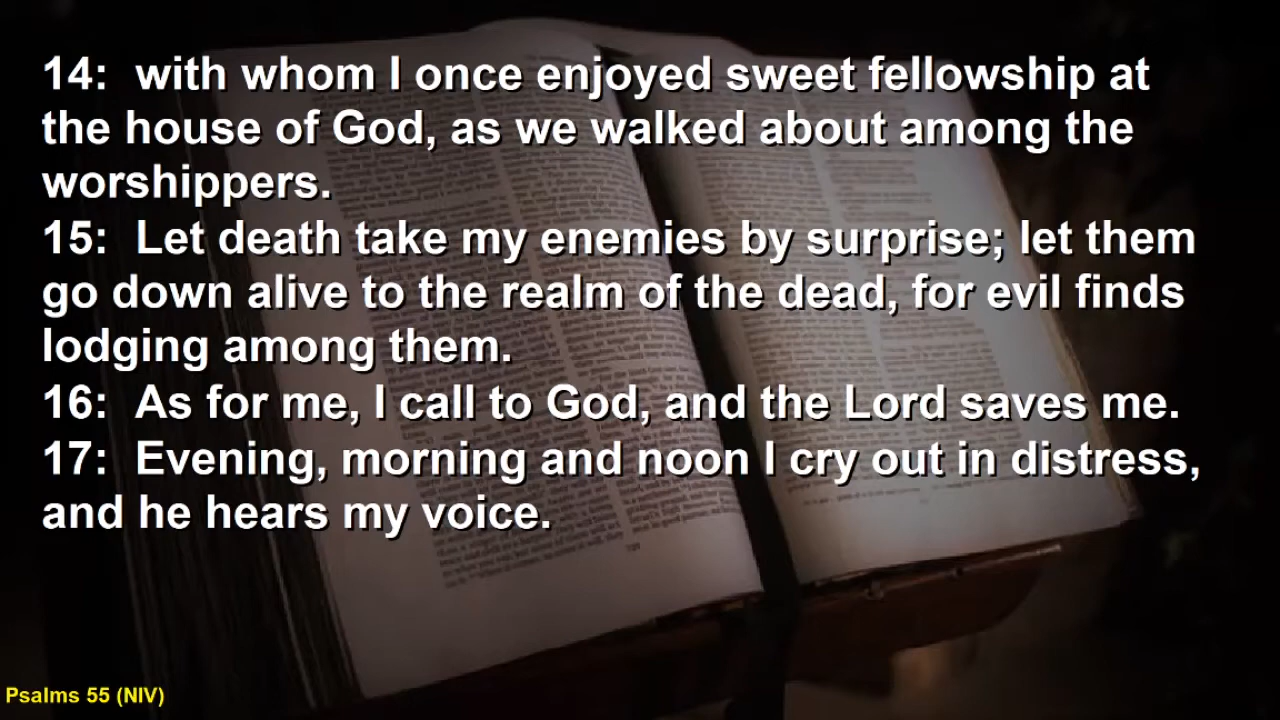 14:  with whom I once enjoyed sweet fellowship at
the house of God, as we walked about among the
worshippers.
15:  Let death take my enemies by surprise; let them
go down alive to the realm of the dead, for evil finds
lodging among them.
16:  As for me, I call to God, and the Lord saves me.
17:  Evening, morning and noon I cry out in distress,
and he hears my voice.
Psalms 55 (NIV)